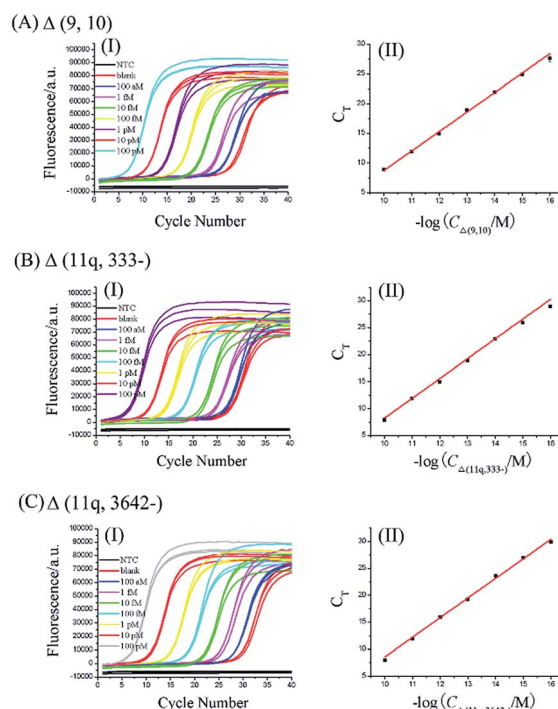 (A) Δ (9, 10)
(I)
100000
90000
80000
70000
60000
50000
40000
30000
20000
10000
0
-10000
Fluorescence/a.u.
NTC
blank
100 aM
1 fM
10 fM
100 fM
1 pM
10 pM
100 pM
0 5 10 15 20 25 30 35 40
Cycle Number
(II)
35
30
25
20
15
10
5
C_T
10 11 12 13 14 15 16
-log(C_Δ(9,10)/M)
(B) Δ (11q, 333-)
(I)
100000
90000
80000
70000
60000
50000
40000
30000
20000
10000
0
-10000
Fluorescence/a.u.
NTC
blank
100 aM
1 fM
10 fM
100 fM
1 pM
10 pM
100 pM
0 5 10 15 20 25 30 35 40
Cycle Number
(II)
35
30
25
20
15
10
5
C_T
10 11 12 13 14 15 16
-log(C_Δ(11q,333-)/M)
(C) Δ (11q, 3642-)
(I)
100000
90000
80000
70000
60000
50000
40000
30000
20000
10000
0
-10000
Fluorescence/a.u.
NTC
blank
100 aM
1 fM
10 fM
100 fM
1 pM
10 pM
100 pM
0 5 10 15 20 25 30 35 40
Cycle Number
(II)
35
30
25
20
15
10
5
C_T
10 11 12 13 14 15 16
-log(C /M)